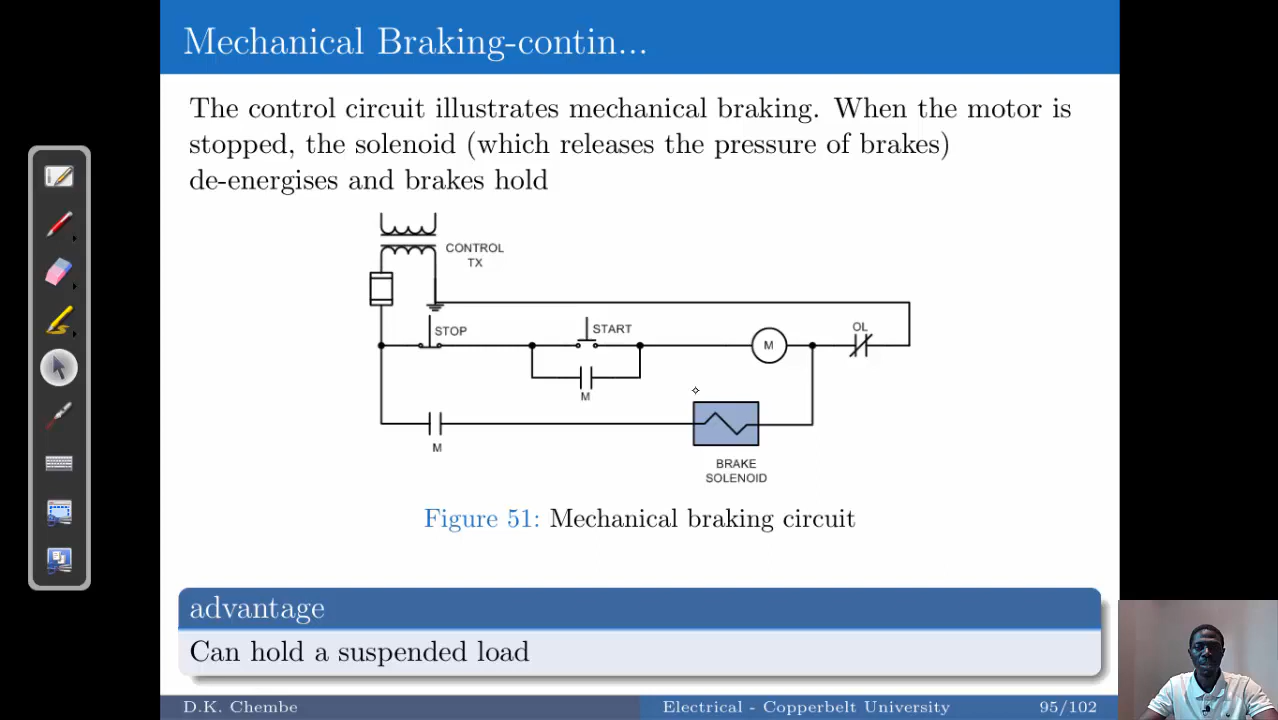 Mechanical Braking-contin...
The control circuit illustrates mechanical braking. When the motor is
stopped, the solenoid (which releases the pressure of brakes)
de-energises and brakes hold
CONTROL
TX
STOP
START
M
OL
M
M
BRAKE
SOLENOID
Figure 51: Mechanical braking circuit
advantage
Can hold a suspended load
D.K. Chembe
Electrical - Copperbelt University
95/102